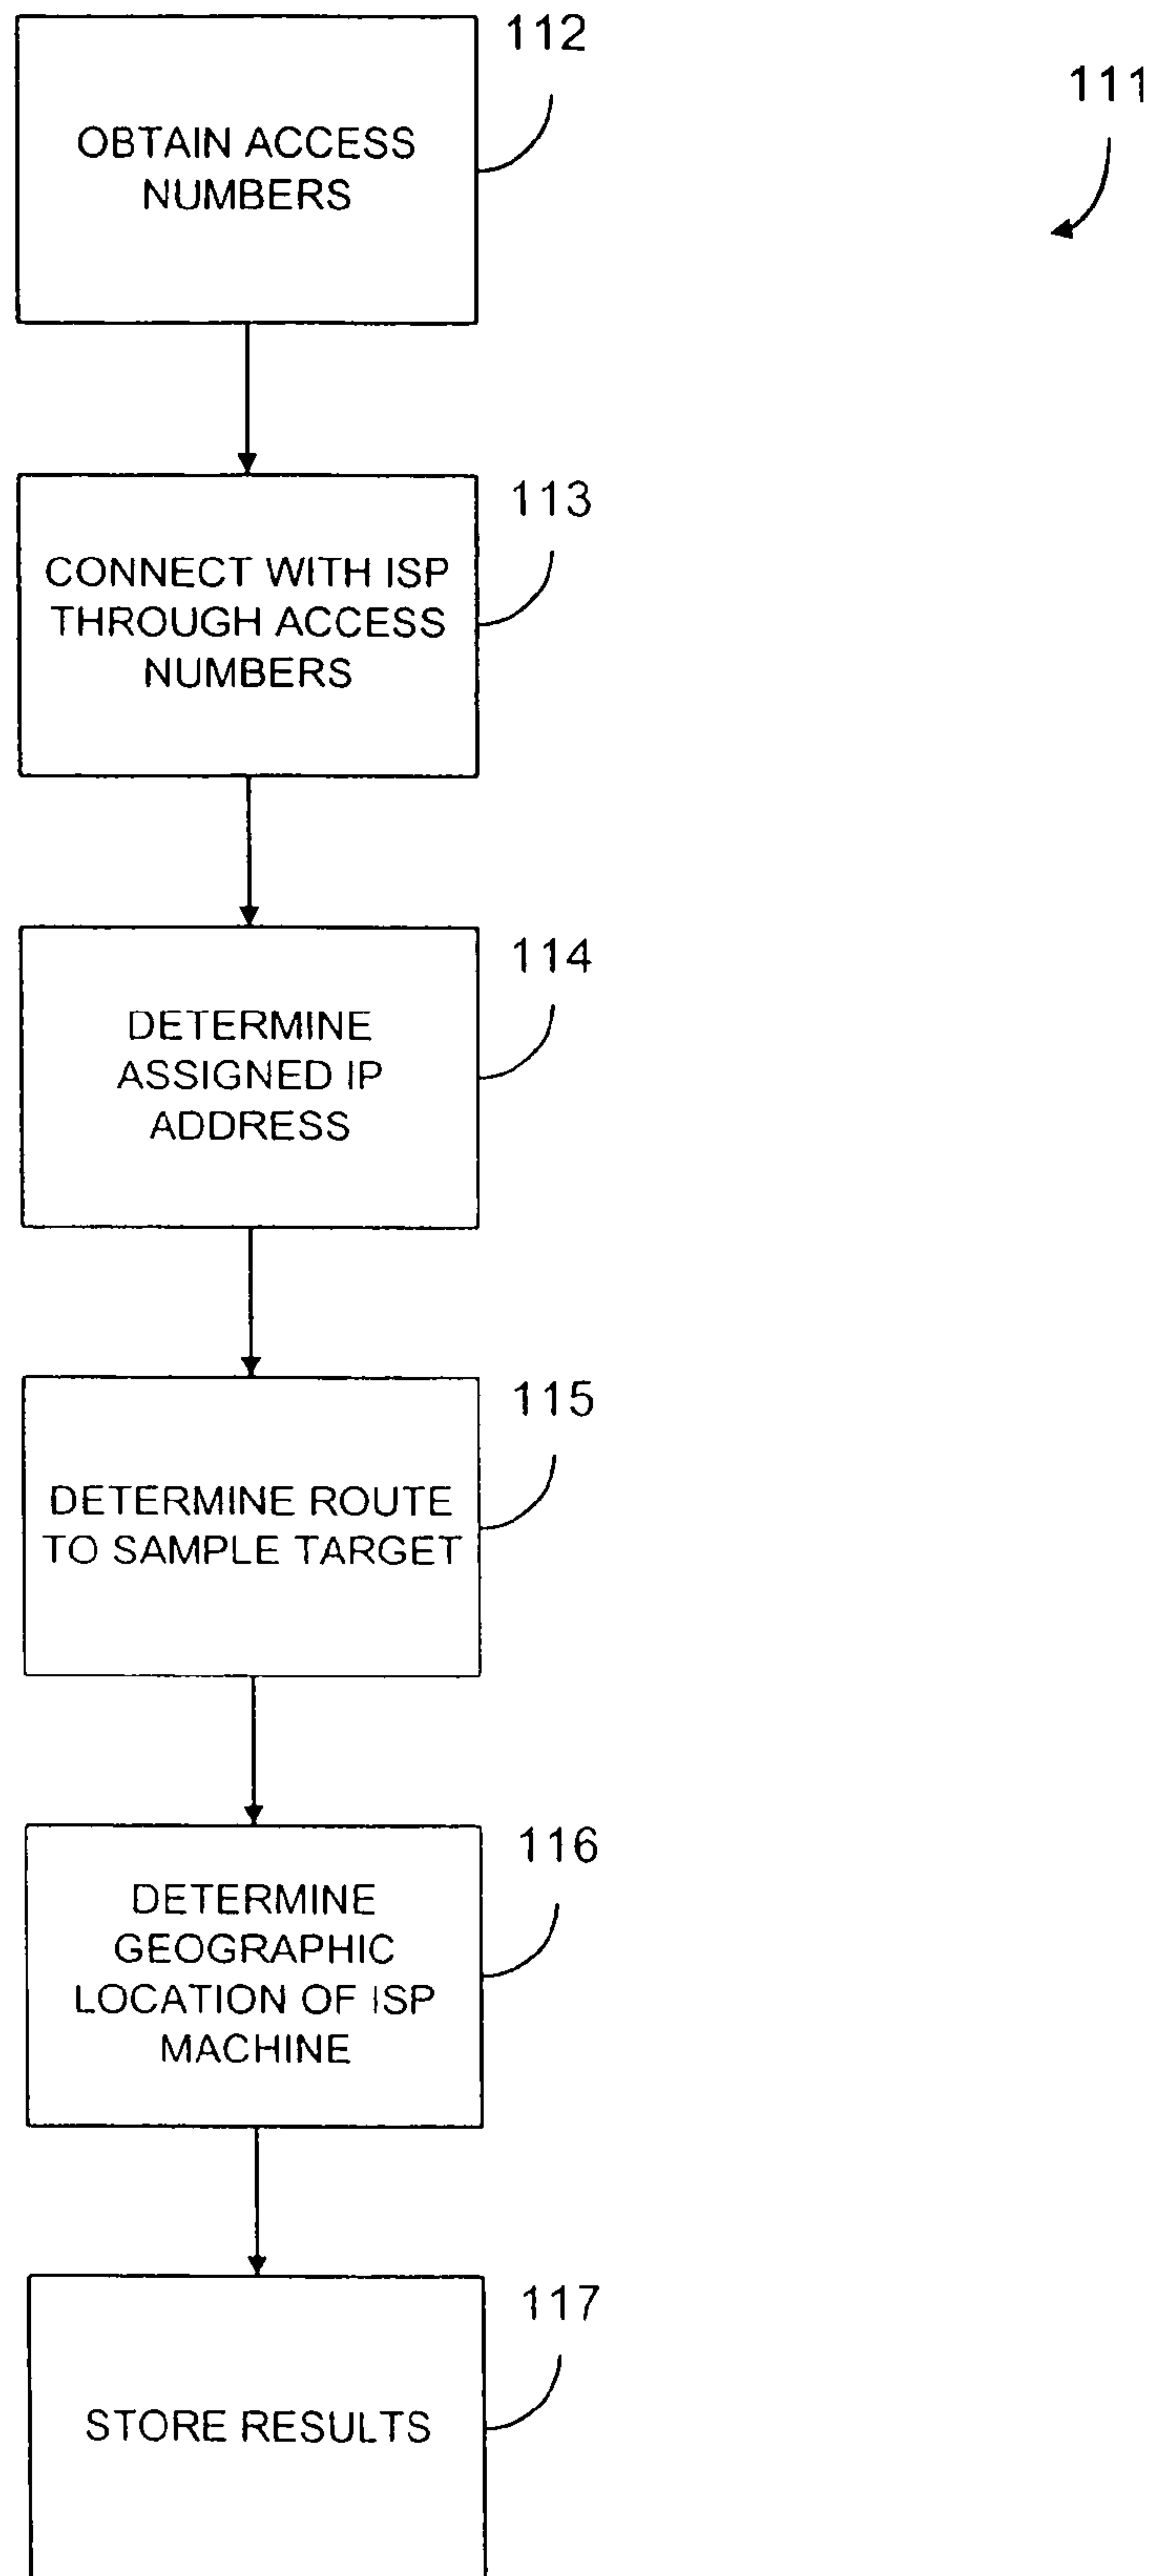 112
111
OBTAIN ACCESS
NUMBERS
113
CONNECT WITH ISP
THROUGH ACCESS
NUMBERS
114
DETERMINE
ASSIGNED IP
ADDRESS
115
DETERMINE ROUTE
TO SAMPLE TARGET
116
DETERMINE
GEOGRAPHIC
LOCATION OF ISP
MACHINE
117
STORE RESULTS